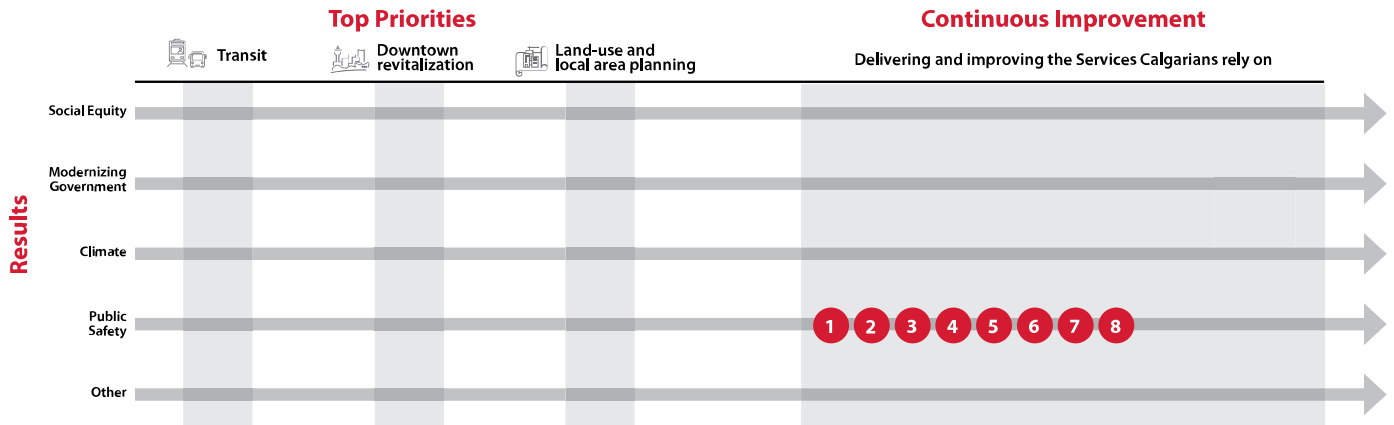 Top Priorities
Continuous Improvement
Transit
Downtown
revitalization
Land-use and
local area planning
Delivering and improving the Services Calgarians rely on
Results
Social Equity
Modernizing
Government
Climate
Public
Safety
1 2 3 4 5 6 7 8
Other